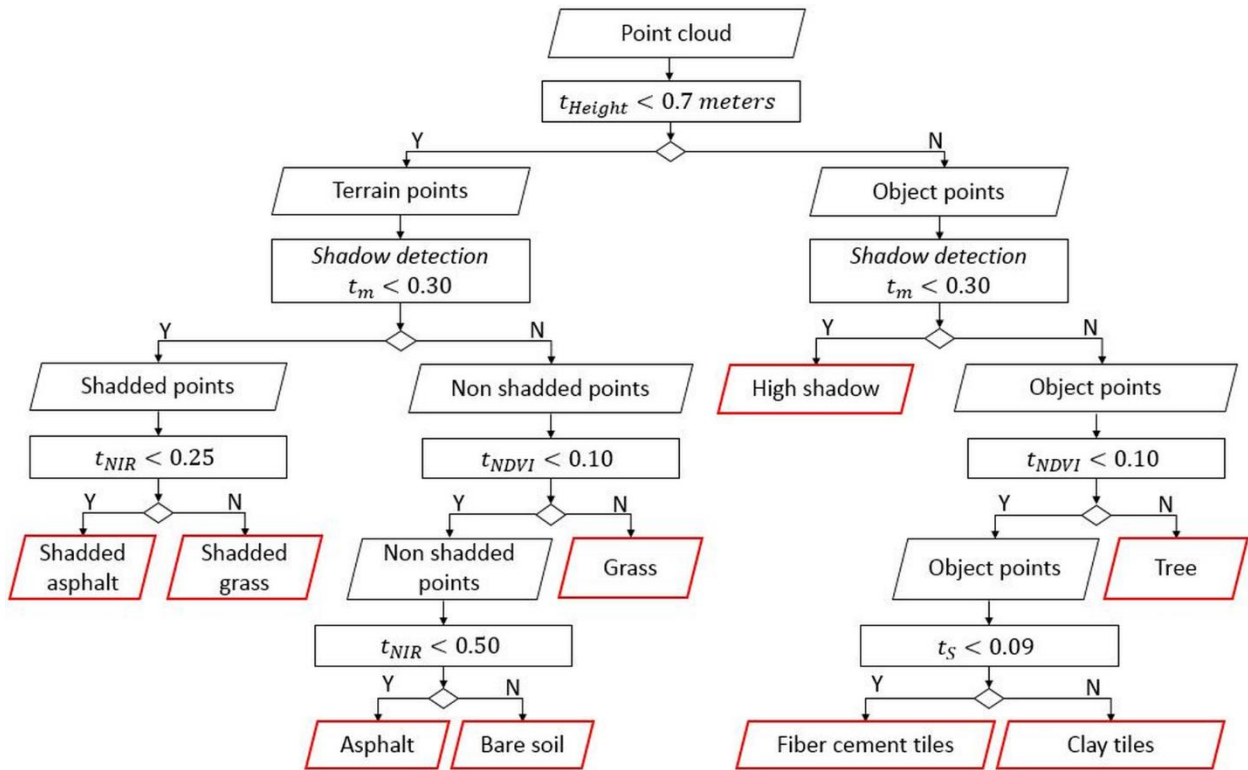 Point cloud
t_Height < 0.7 meters
Y
N
Terrain points
Object points
Shadow detection
t_m < 0.30
Shadow detection
t_m < 0.30
Y
N
Y
N
Shadded points
Non shadded points
High shadow
Object points
t_NIR < 0.25
t_NDVI < 0.10
t_NDVI < 0.10
Y
N
Y
N
Y
N
Shadded
asphalt
Shadded
grass
Non shadded
points
Grass
Object points
Tree
t_NIR < 0.50
t_S < 0.09
Y
N
Y
N
Asphalt
Bare soil
Fiber cement tiles
Clay tiles